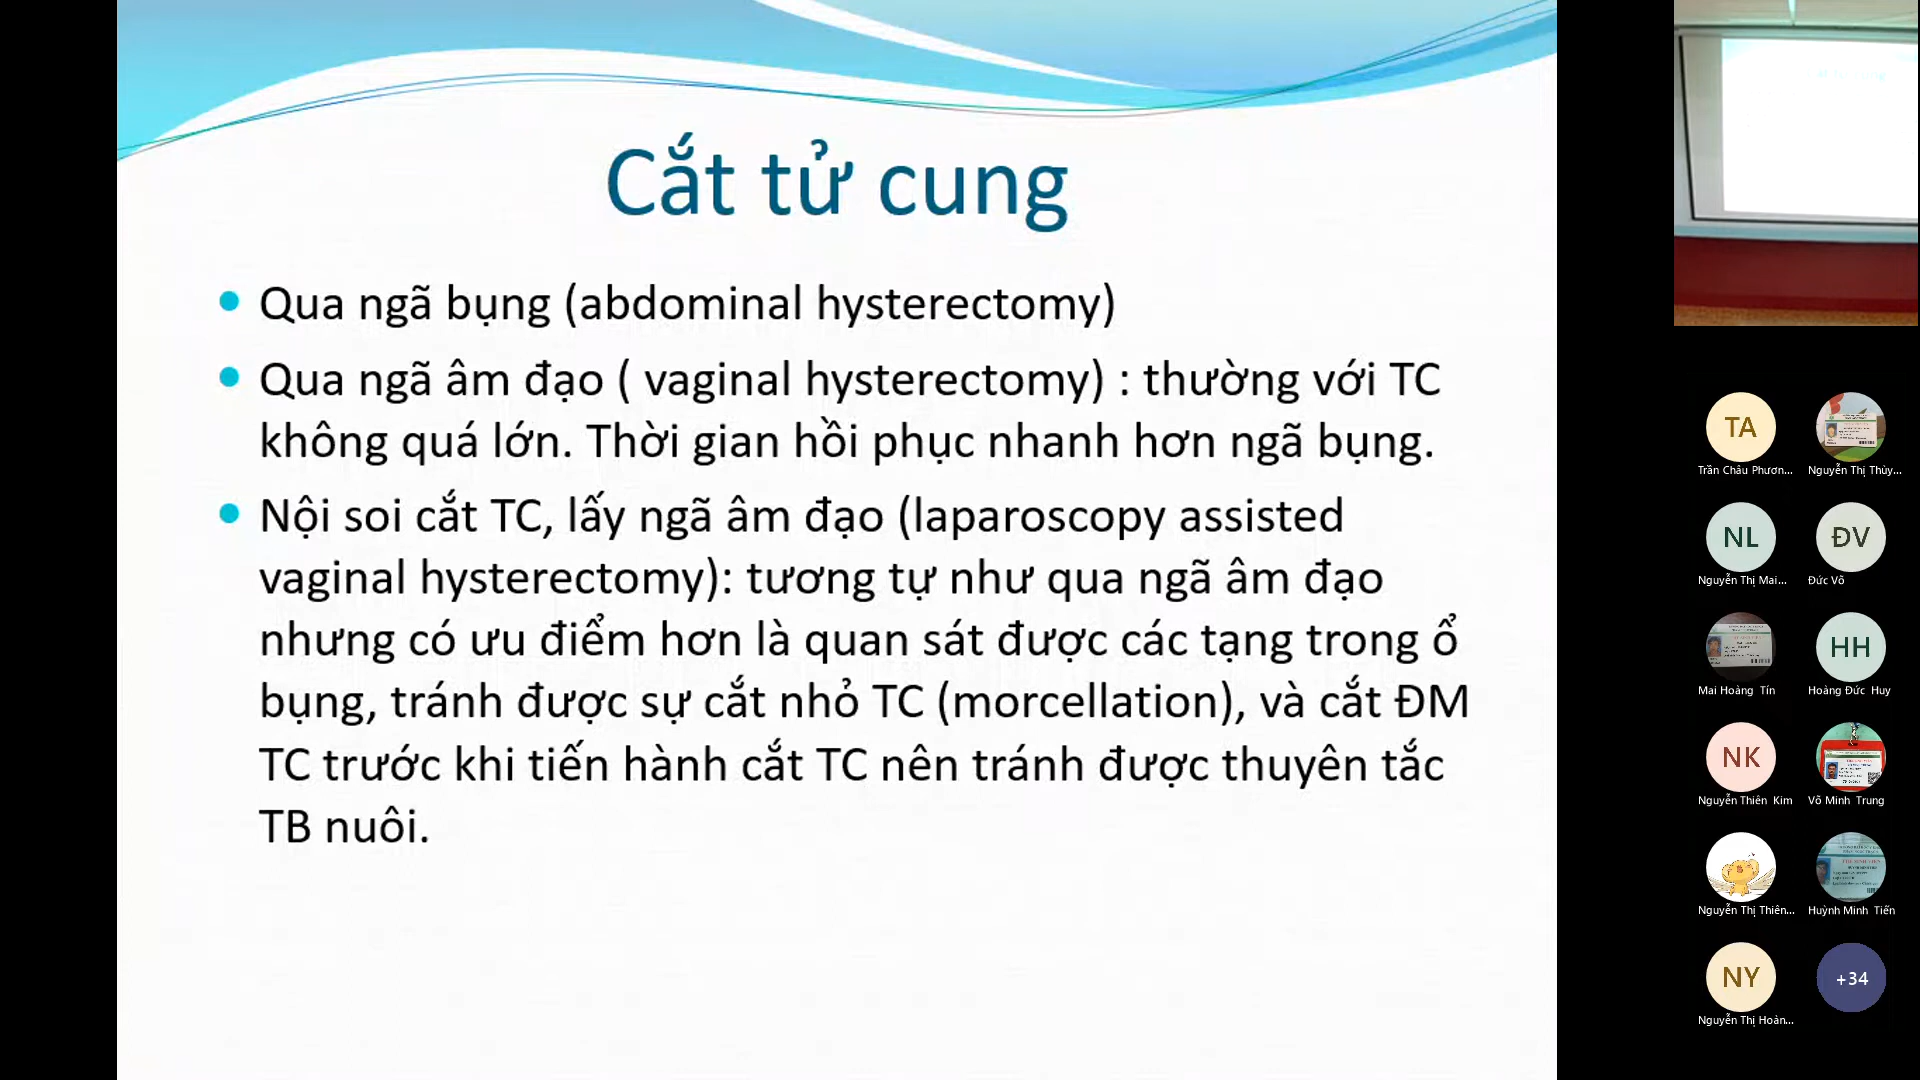 Cắt tử cung
Qua ngã bụng (abdominal hysterectomy)
Qua ngã âm đạo ( vaginal hysterectomy) : thường với TC
không quá lớn. Thời gian hồi phục nhanh hơn ngã bụng.
Nội soi cắt TC, lấy ngã âm đạo (laparoscopy assisted
vaginal hysterectomy): tương tự như qua ngã âm đạo
nhưng có ưu điểm hơn là quan sát được các tạng trong ổ
bụng, tránh được sự cắt nhỏ TC (morcellation), và cắt ĐM
TC trước khi tiến hành cắt TC nên tránh được thuyên tắc
TB nuôi.
TA
Trần Châu Phươn...
Nguyễn Thị Thùy...
NL
ĐV
Nguyễn Thị Mai...
Đức Võ
HH
Mai Hoàng Tín
Hoàng Đức Huy
NK
Nguyễn Thiên Kim
Võ Minh Trung
Nguyễn Thị Thiên...
Huỳnh Minh Tiến
NY
+34
Nguyễn Thị Hoàn...